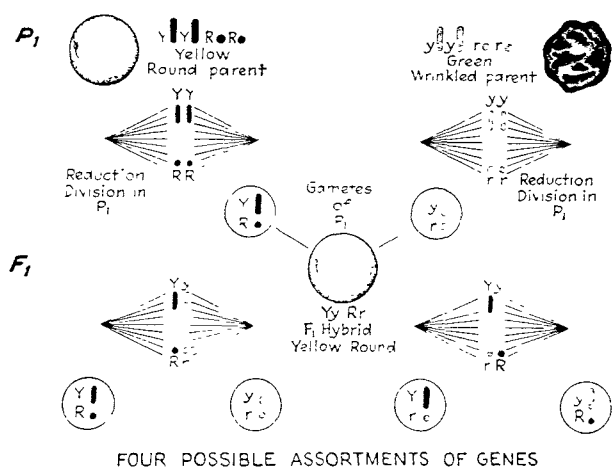 P1
Y Y R R
Yellow
Round parent
y y r r
Green
Wrinkled parent
YY
RR
Reduction
Division in
P1
yy
rr
Reduction
Division in
P1
Gametes
of
P1
Y
R
y
r
F1
Yy Rr
F1 Hybrid
Yellow Round
Yy
Rr
Yy
rR
Y
R
y
r
Y
r
y
R
FOUR POSSIBLE ASSORTMENTS OF GENES